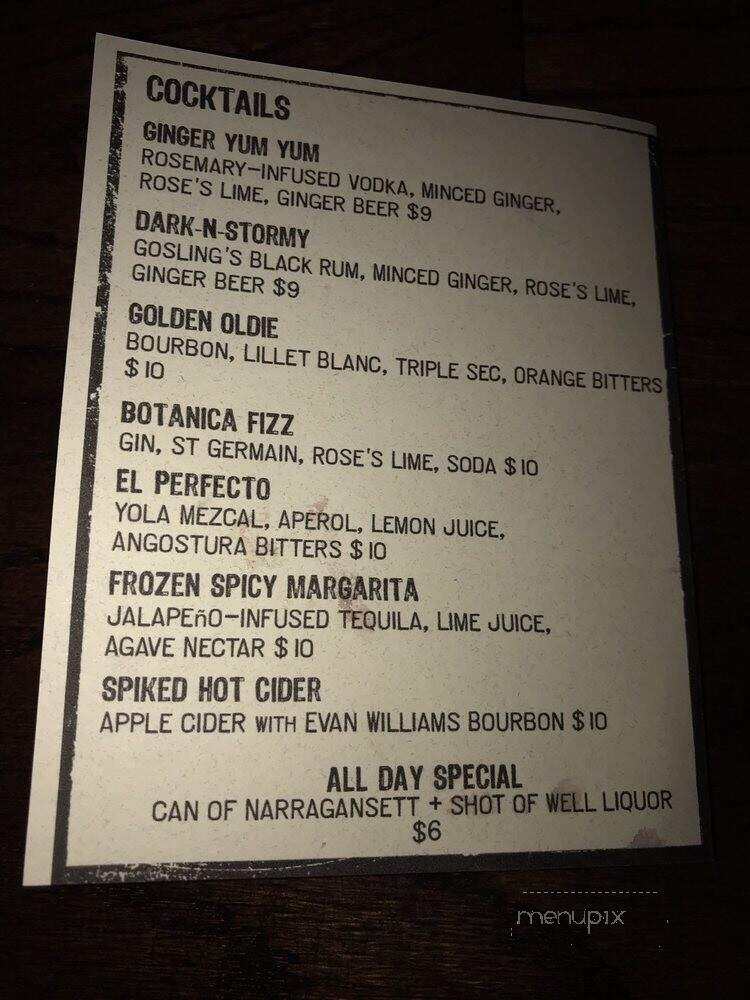 COCKTAILS
GINGER YUM YUM
ROSEMARY-INFUSED VODKA, MINCED GINGER,
ROSE'S LIME, GINGER BEER $9
DARK-N-STORMY
GOSLING'S BLACK RUM, MINCED GINGER, ROSE'S LIME,
GINGER BEER $9
GOLDEN OLDIE
BOURBON, LILLET BLANC, TRIPLE SEC, ORANGE BITTERS
$10
BOTANICA FIZZ
GIN, ST GERMAIN, ROSE'S LIME, SODA $10
EL PERFECTO
YOLA MEZCAL, APEROL, LEMON JUICE,
ANGOSTURA BITTERS $10
FROZEN SPICY MARGARITA
JALAPEñO-INFUSED TEQUILA, LIME JUICE,
AGAVE NECTAR $10
SPIKED HOT CIDER
APPLE CIDER WITH EVAN WILLIAMS BOURBON $10
ALL DAY SPECIAL
CAN OF NARRAGANSETT + SHOT OF WELL LIQUOR
$6
menupix